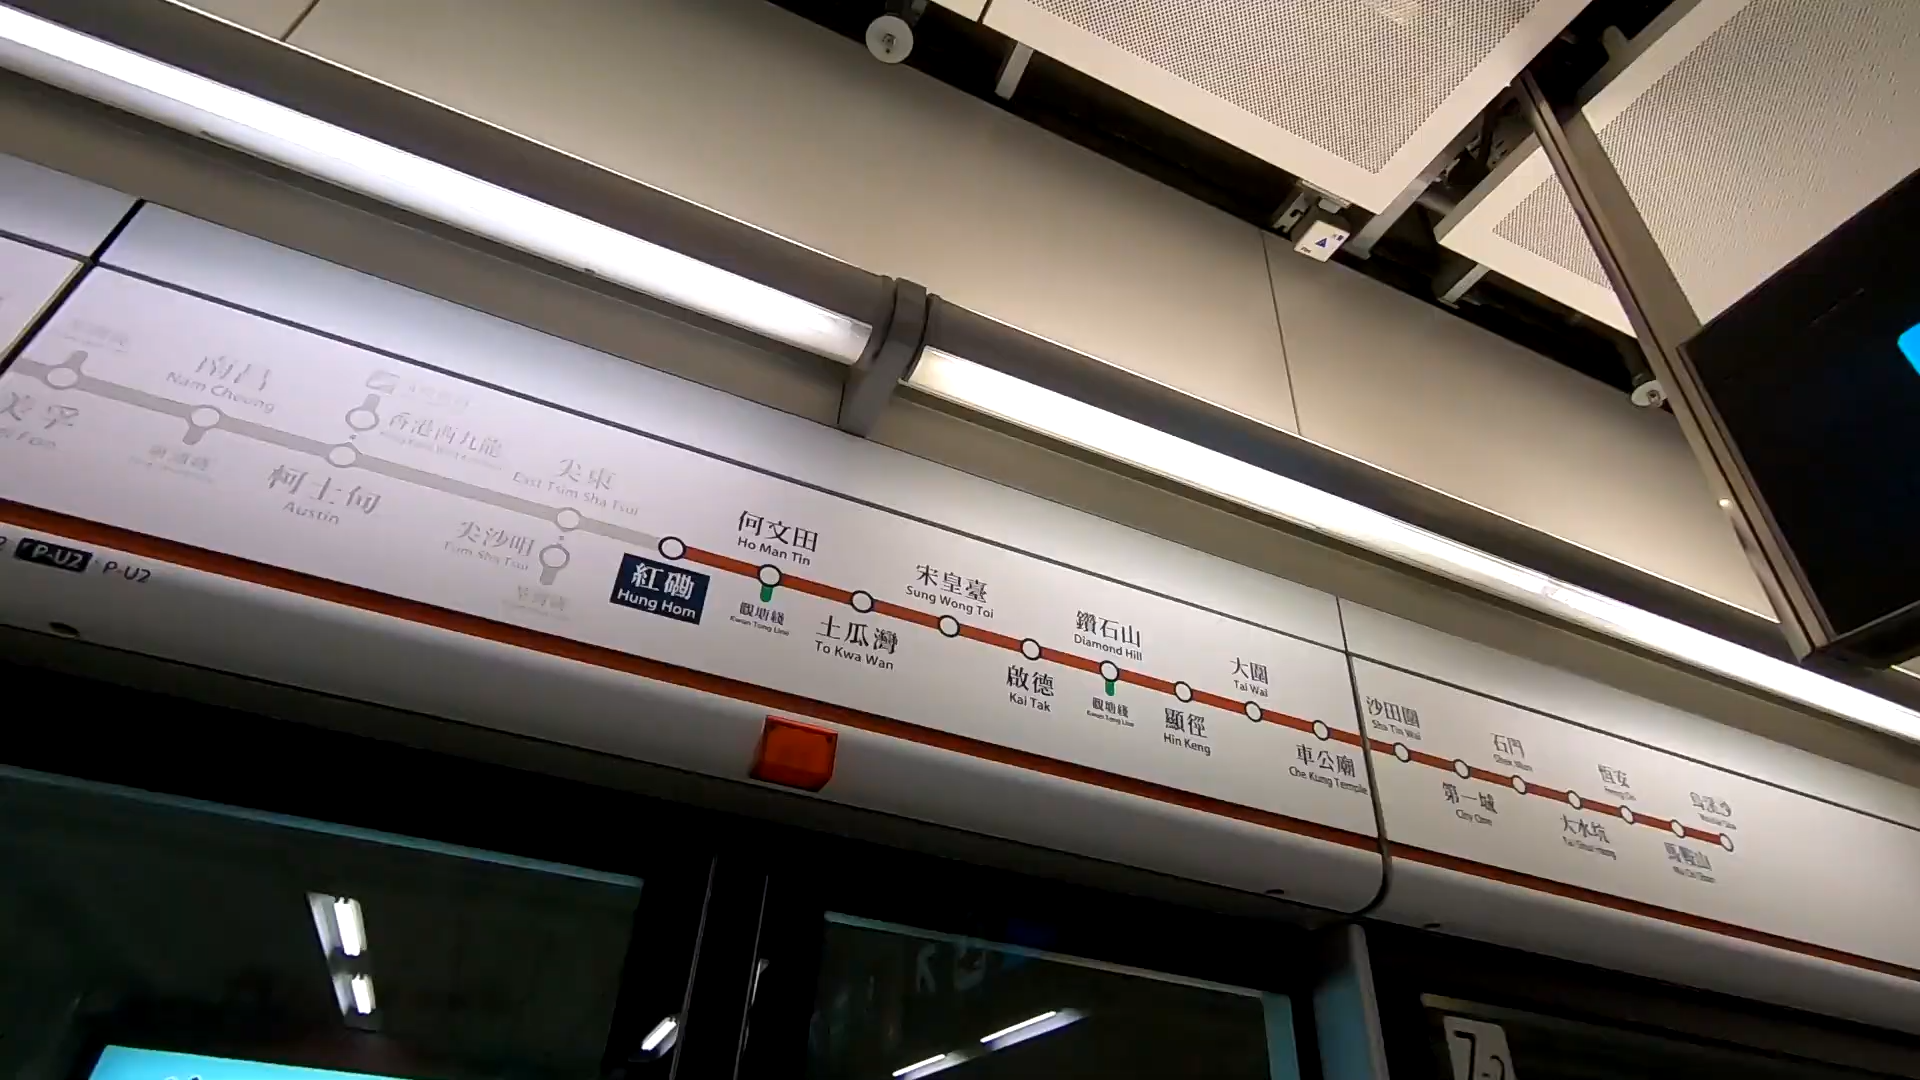 美孚
南昌
Nam Cheong
柯士甸
Austin
香港西九龍
尖東
East Tsim Sha Tsui
尖沙咀
Tsim Sha Tsui
紅磡
Hung Hom
何文田
Ho Man Tin
觀塘綫
Kwun Tong Line
土瓜灣
To Kwa Wan
宋皇臺
Sung Wong Toi
啟德
Kai Tak
鑽石山
Diamond Hill
觀塘綫
Kwun Tong Line
顯徑
Hin Keng
大圍
Tai Wai
車公廟
Che Kung Temple
沙田圍
Sha Tin Wai
第一城
City One
石門
Shek Mun
大水坑
Tai Shui Hang
恆安
Heng On
馬鞍山
Ma On Shan
烏溪沙
P-U2
P-U2